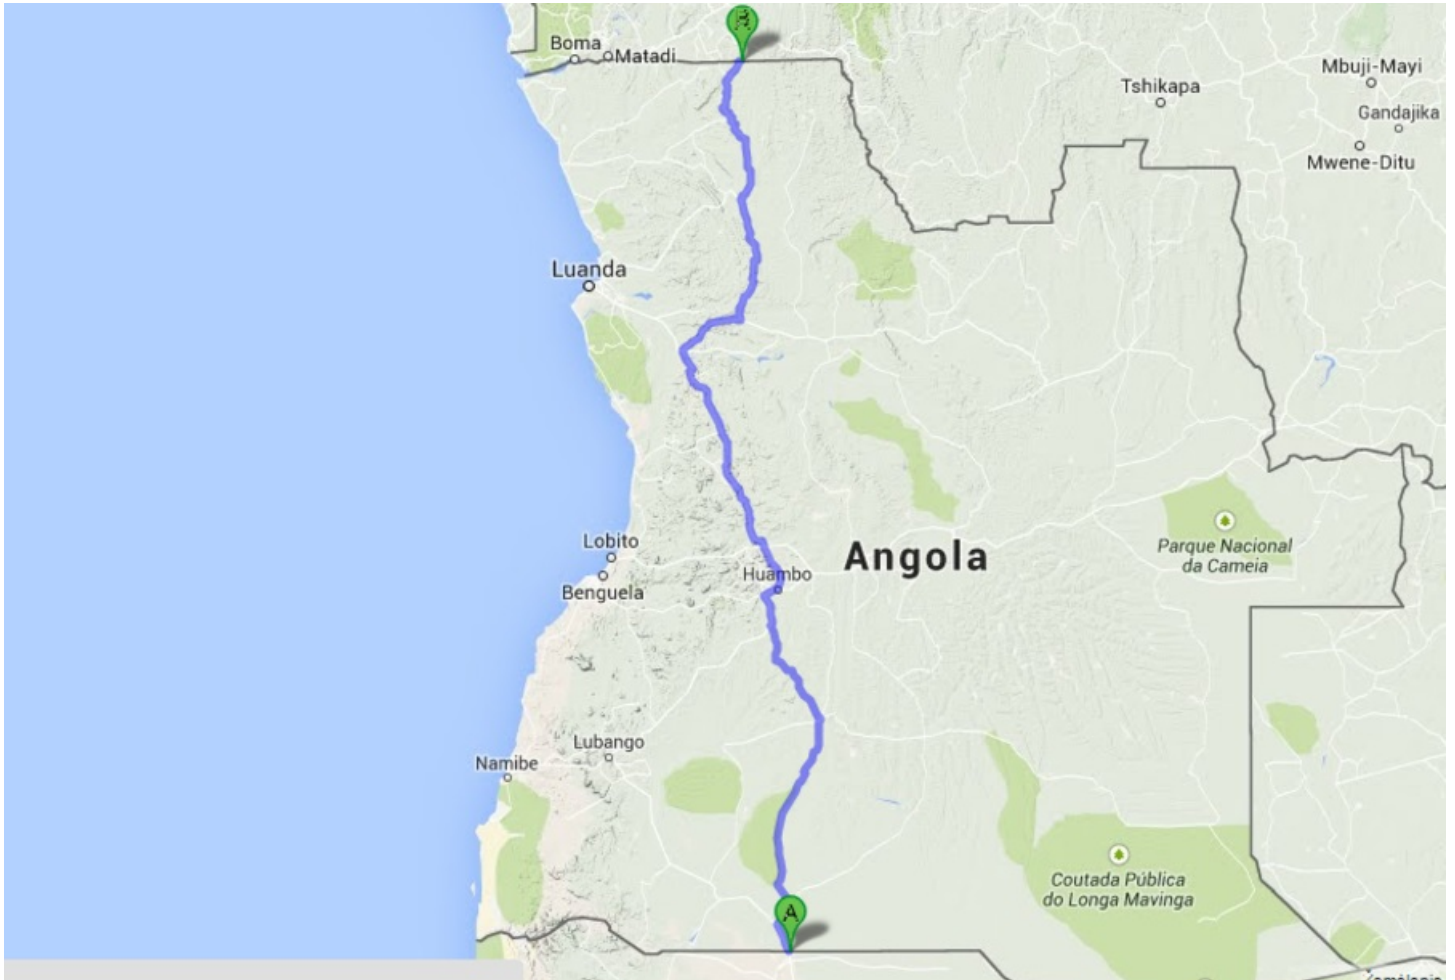 B
Boma
Matadi
Mbuji-Mayi
Tshikapa
Gandajika
Mwene-Ditu
Luanda
Lobito
Angola
Parque Nacional
da Cameia
Huambo
Benguela
Lubango
Namibe
Coutada Pública
do Longa Mavinga
A